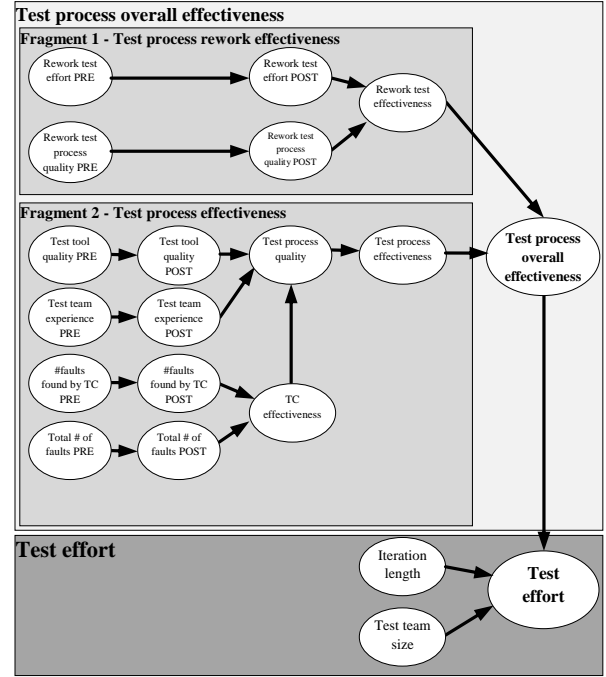 Test process overall effectiveness
Fragment 1 - Test process rework effectiveness
Rework test
effort PRE
Rework test
effort POST
Rework test
effectiveness
Rework test
process
quality PRE
Rework test
process
quality POST
Fragment 2 - Test process effectiveness
Test tool
quality PRE
Test tool
quality
POST
Test process
quality
Test process
effectiveness
Test process
overall
effectiveness
Test team
experience
PRE
Test team
experience
POST
#faults
found by TC
PRE
#faults
found by TC
POST
TC
effectiveness
Total # of
faults PRE
Total # of
faults POST
Test effort
Iteration
length
Test
effort
Test team
size